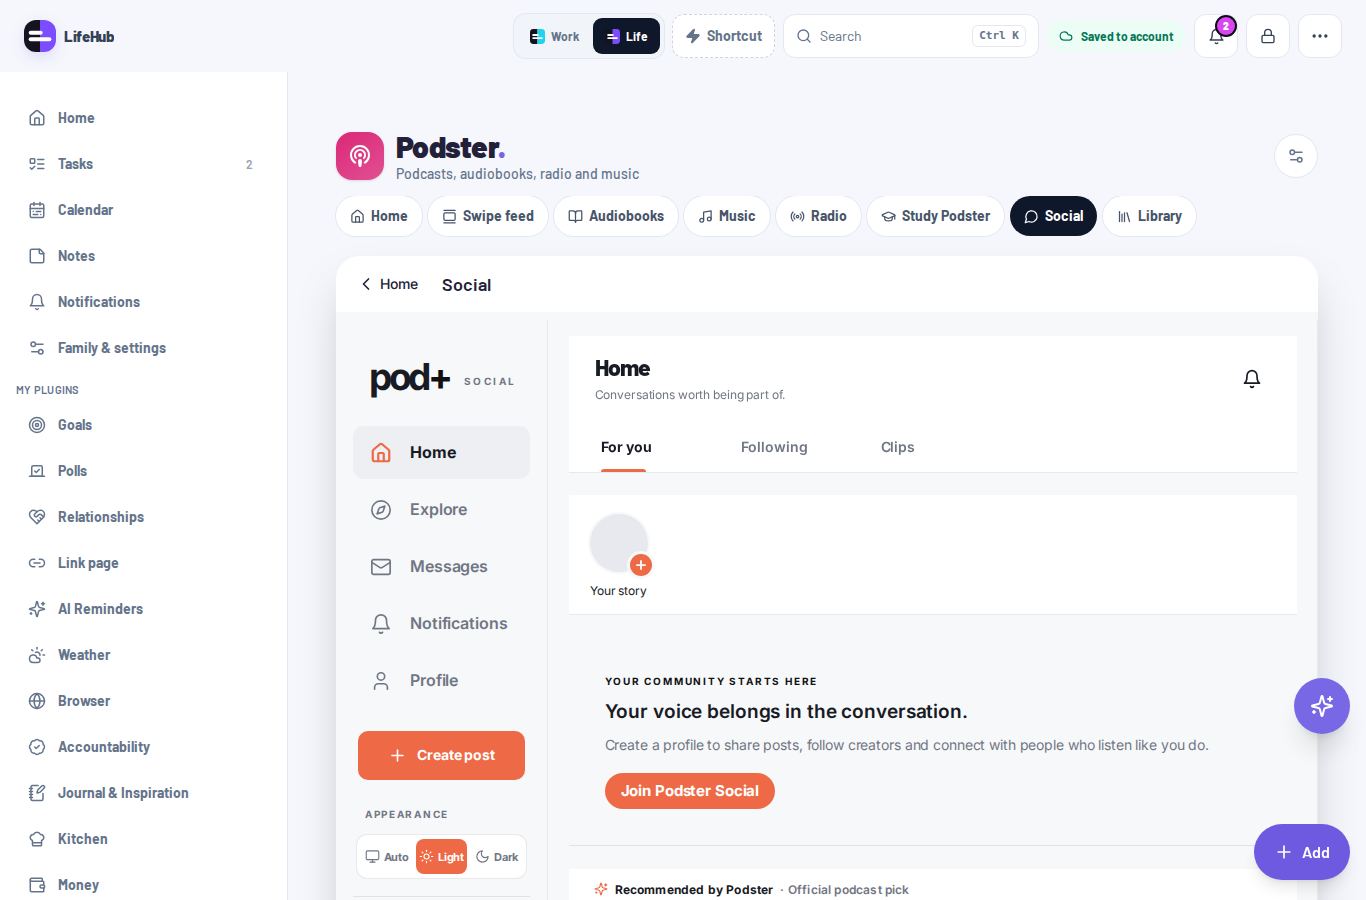 LifeHub
Work
Life
Shortcut
Search
Ctrl K
Saved to account
2
Home
Tasks
2
Calendar
Notes
Notifications
Family & settings
MY PLUGINS
Goals
Polls
Relationships
Link page
AI Reminders
Weather
Browser
Accountability
Journal & Inspiration
Kitchen
Money
Podster.
Podcasts, audiobooks, radio and music
Home
Swipe feed
Audiobooks
Music
Radio
Study Podster
Social
Library
Home
Social
pod+ SOCIAL
Home
Explore
Messages
Notifications
Profile
Create post
APPEARANCE
Auto
Light
Dark
Home
Conversations worth being part of.
For you
Following
Clips
Your story
YOUR COMMUNITY STARTS HERE
Your voice belongs in the conversation.
Create a profile to share posts, follow creators and connect with people who listen like you do.
Join Podster Social
Add
Recommended by Podster · Official podcast pick